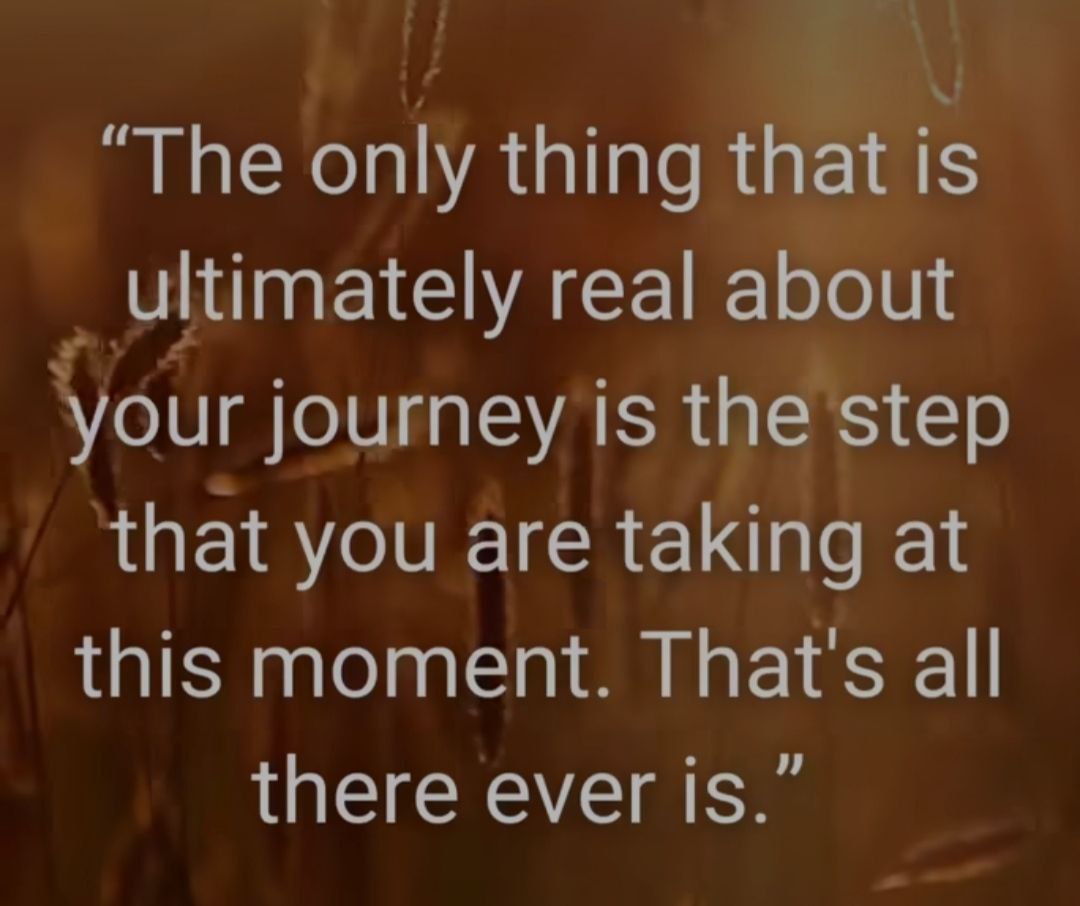 “The only thing that is
ultimately real about
your journey is the step
that you are taking at
this moment. That's all
there ever is.”